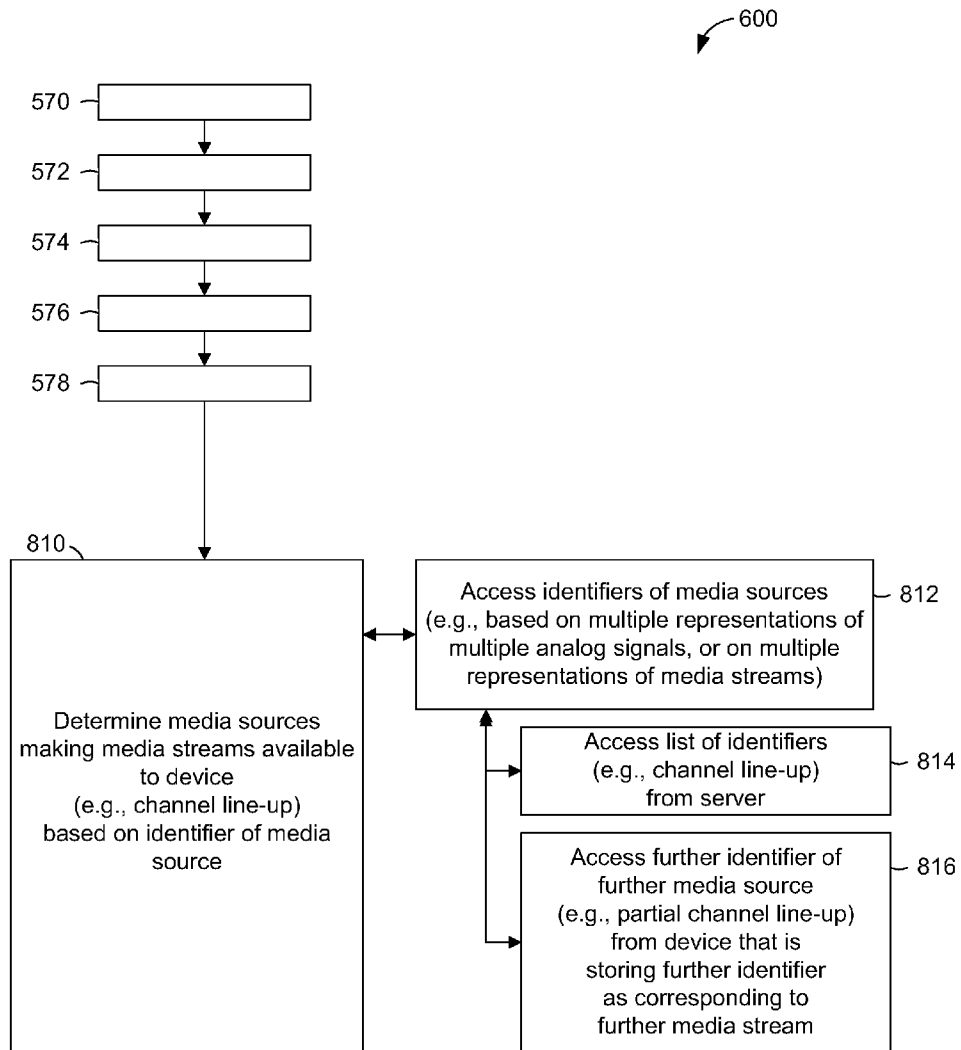 600
570
572
574
576
578
810
Determine media sources
making media streams available
to device
(e.g., channel line-up)
based on identifier of media
source
Access identifiers of media sources
(e.g., based on multiple representations of
multiple analog signals, or on multiple
representations of media streams)
812
Access list of identifiers
(e.g., channel line-up)
from server
814
Access further identifier of
further media source
(e.g., partial channel line-up)
from device that is
storing further identifier
as corresponding to
further media stream
816